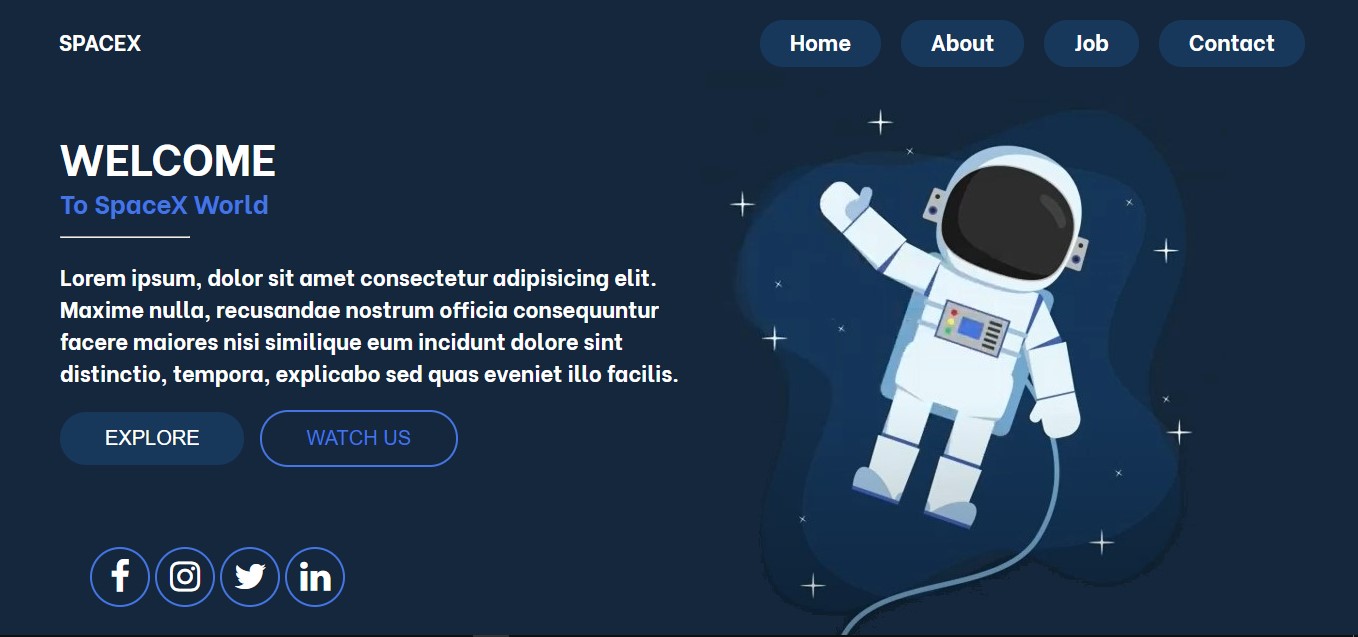 SPACEX
Home About Job Contact
WELCOME
To SpaceX World
Lorem ipsum, dolor sit amet consectetur adipisicing elit.
Maxime nulla, recusandae nostrum officia consequuntur
facere maiores nisi similique eum incidunt dolore sint
distinctio, tempora, explicabo sed quas eveniet illo facilis.
EXPLORE WATCH US